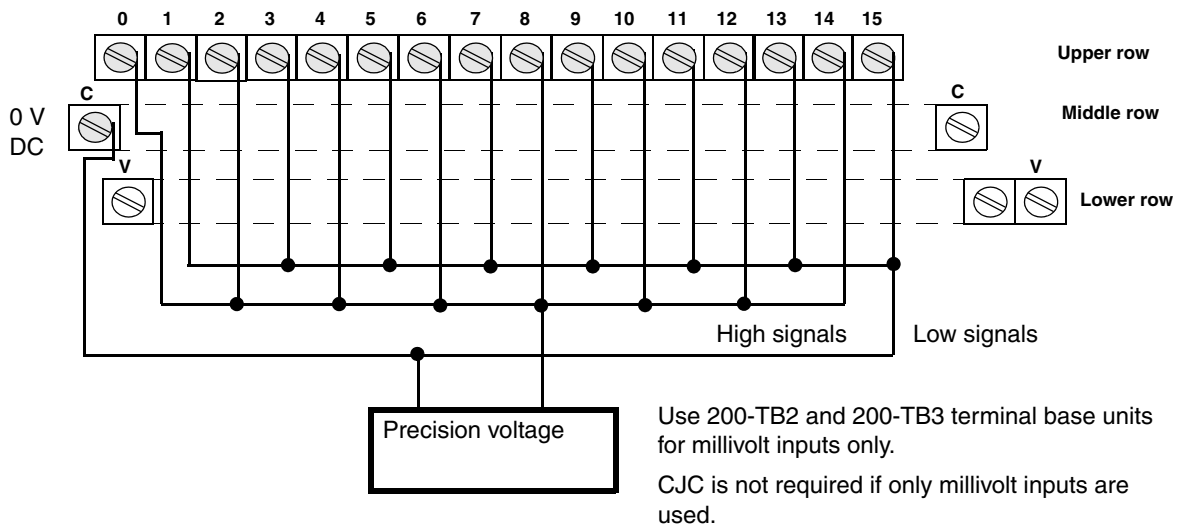 0 1 2 3 4 5 6 7 8 9 10 11 12 13 14 15
Upper row
C C
0 V
DC
Middle row
V V
Lower row
High signals Low signals
Precision voltage
Use 200-TB2 and 200-TB3 terminal base units
for millivolt inputs only.
CJC is not required if only millivolt inputs are
used.